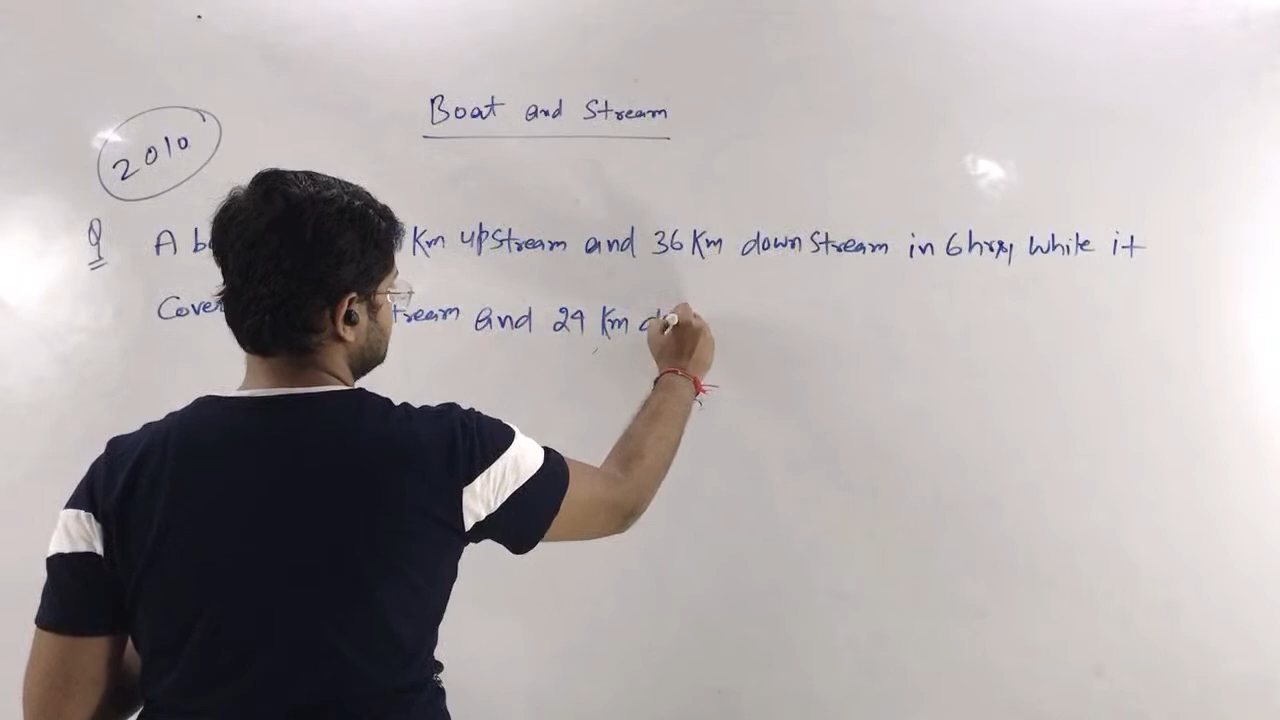 Boat and Stream
2010
Q A b Km upstream and 36 Km downstream in 6 hrs, while it
Cover tream and 24 Km d